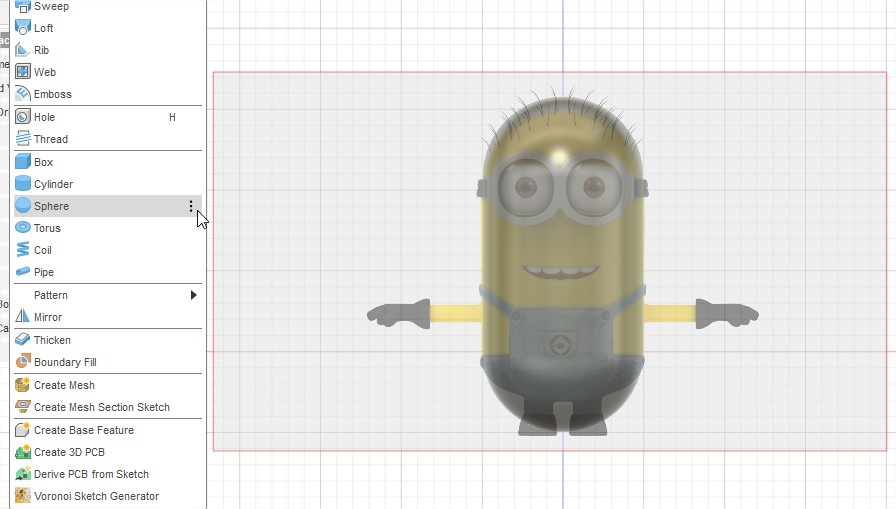 Sweep
Loft
Rib
Web
Emboss
Hole H
Thread
Box
Cylinder
Sphere
Torus
Coil
Pipe
Pattern
Mirror
Thicken
Boundary Fill
Create Mesh
Create Mesh Section Sketch
Create Base Feature
Create 3D PCB
Derive PCB from Sketch
Voronoi Sketch Generator